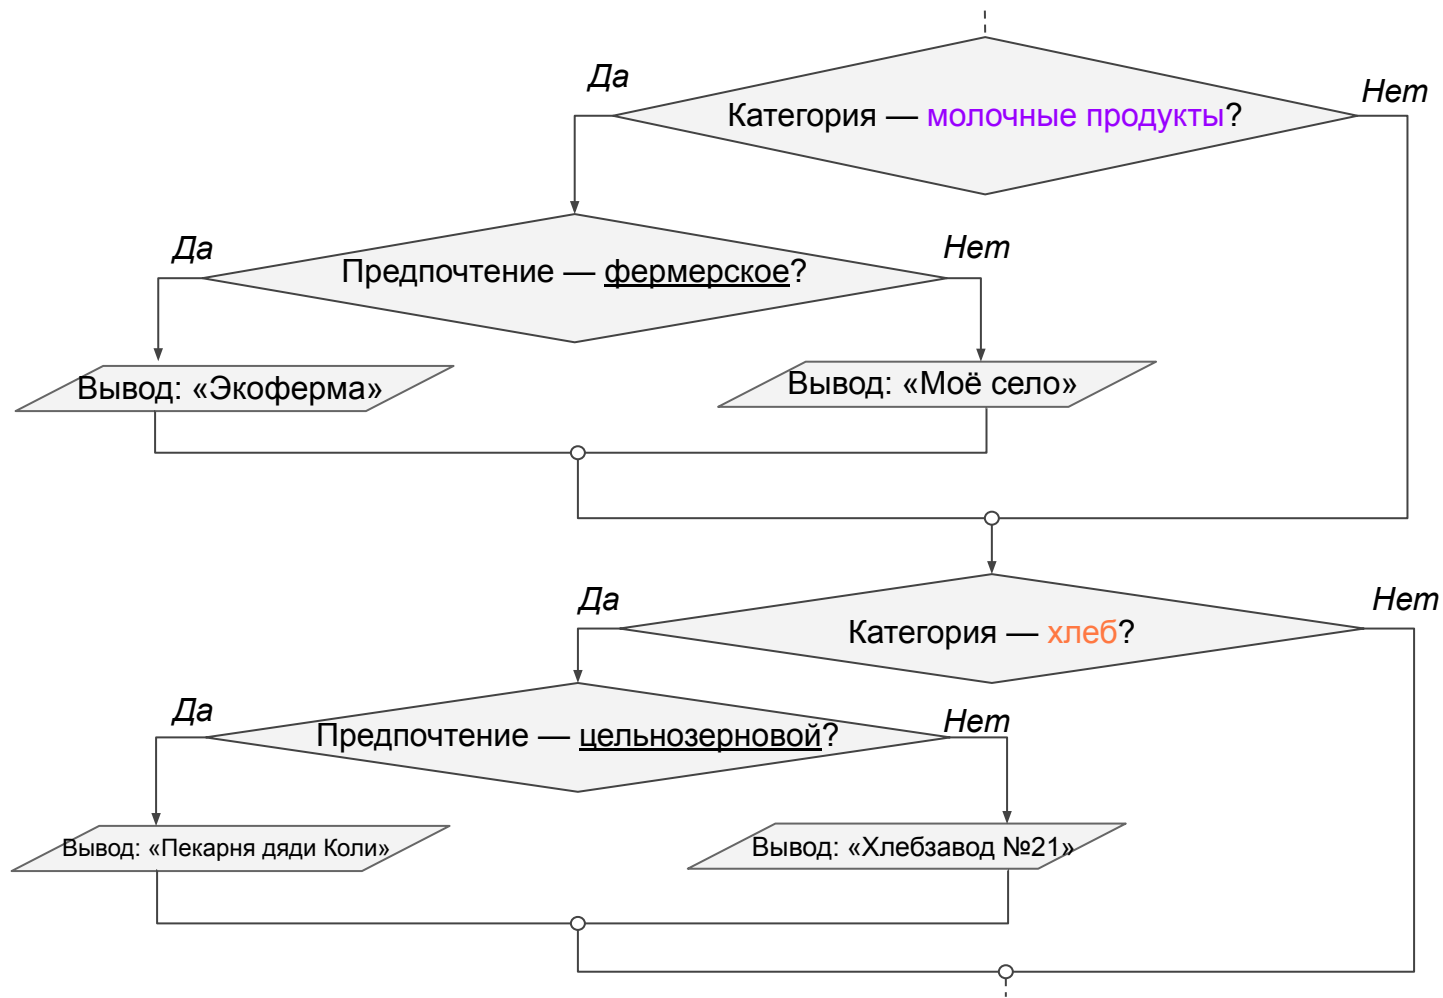 Да
Нет
Категория — молочные продукты?
Да
Нет
Предпочтение — фермерское?
Вывод: «Экоферма»
Вывод: «Моё село»
Да
Нет
Категория — хлеб?
Да
Нет
Предпочтение — цельнозерновой?
Вывод: «Пекарня дяди Коли»
Вывод: «Хлебзавод №21»